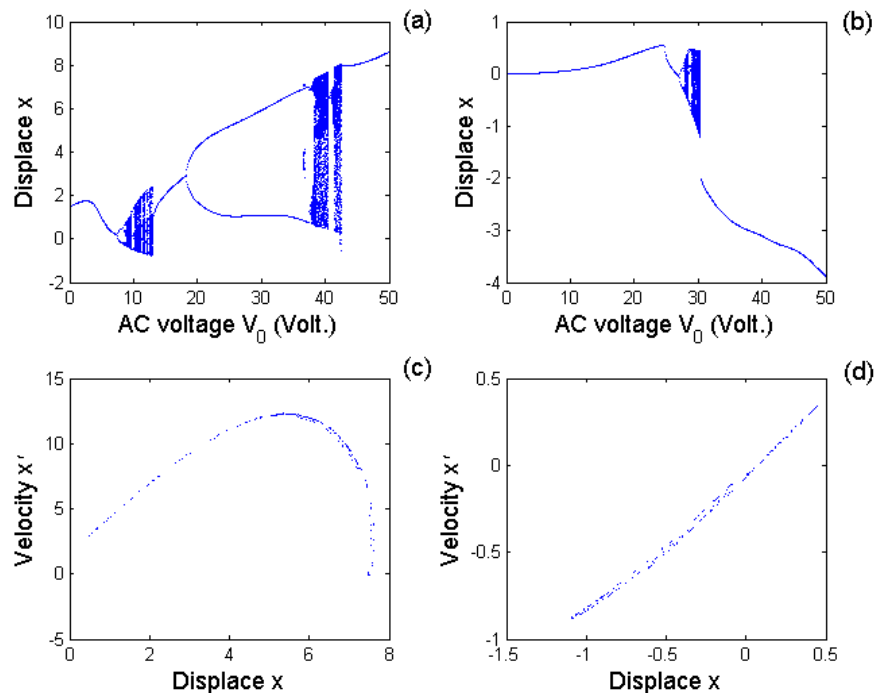 (a)
10
8
6
4
2
0
-2
Displace x
0 10 20 30 40 50
AC voltage V₀ (Volt.)
(b)
1
0
-1
-2
-3
-4
Displace x
0 10 20 30 40 50
AC voltage V₀ (Volt.)
(c)
15
10
5
0
-5
Velocity x'
0 2 4 6 8
Displace x
(d)
0.5
0
-0.5
-1
Velocity x'
-1.5 -1 -0.5 0 0.5
Displace x